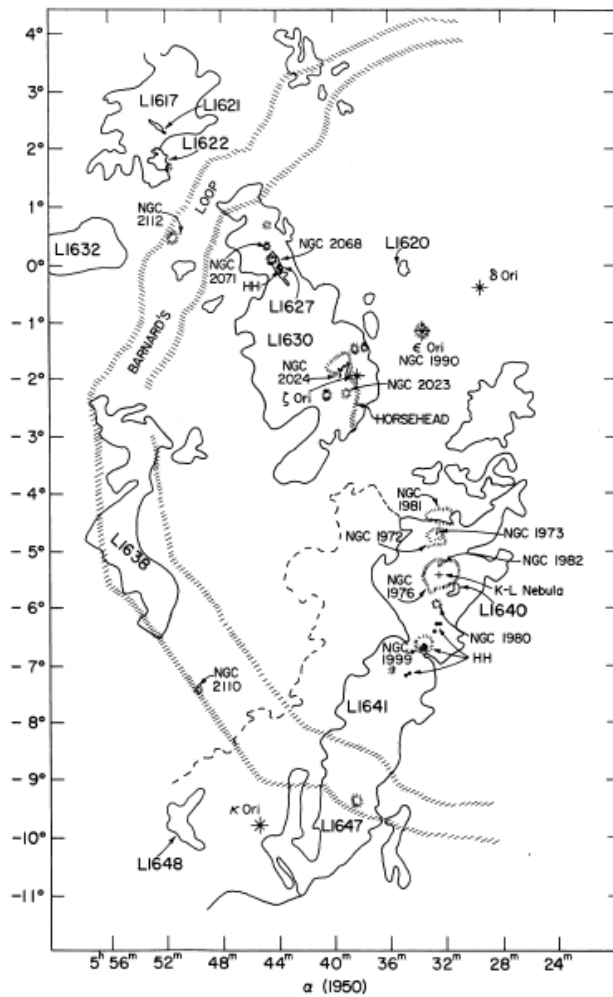 4°
3°
2°
1°
0°
-1°
-2°
-3°
-4°
-5°
-6°
-7°
-8°
-9°
-10°
-11°
L1617
L1621
L1622
BARNARD'S
LOOP
NGC
2112
L1632
NGC 2068
NGC
2071
HH
L1627
L1620
δ Ori
L1630
ϵ Ori
NGC 1990
NGC
2024
NGC 2023
ζ Ori
HORSEHEAD
NGC
1981
NGC 1973
NGC 1972
NGC 1982
L1638
NGC
1976
K-L Nebula
L1640
NGC 1980
NGC
1999
HH
NGC
2110
L1641
κ Ori
L1647
L1648
5h 56m 52m 48m 44m 40m 36m 32m 28m 24m
α (1950)